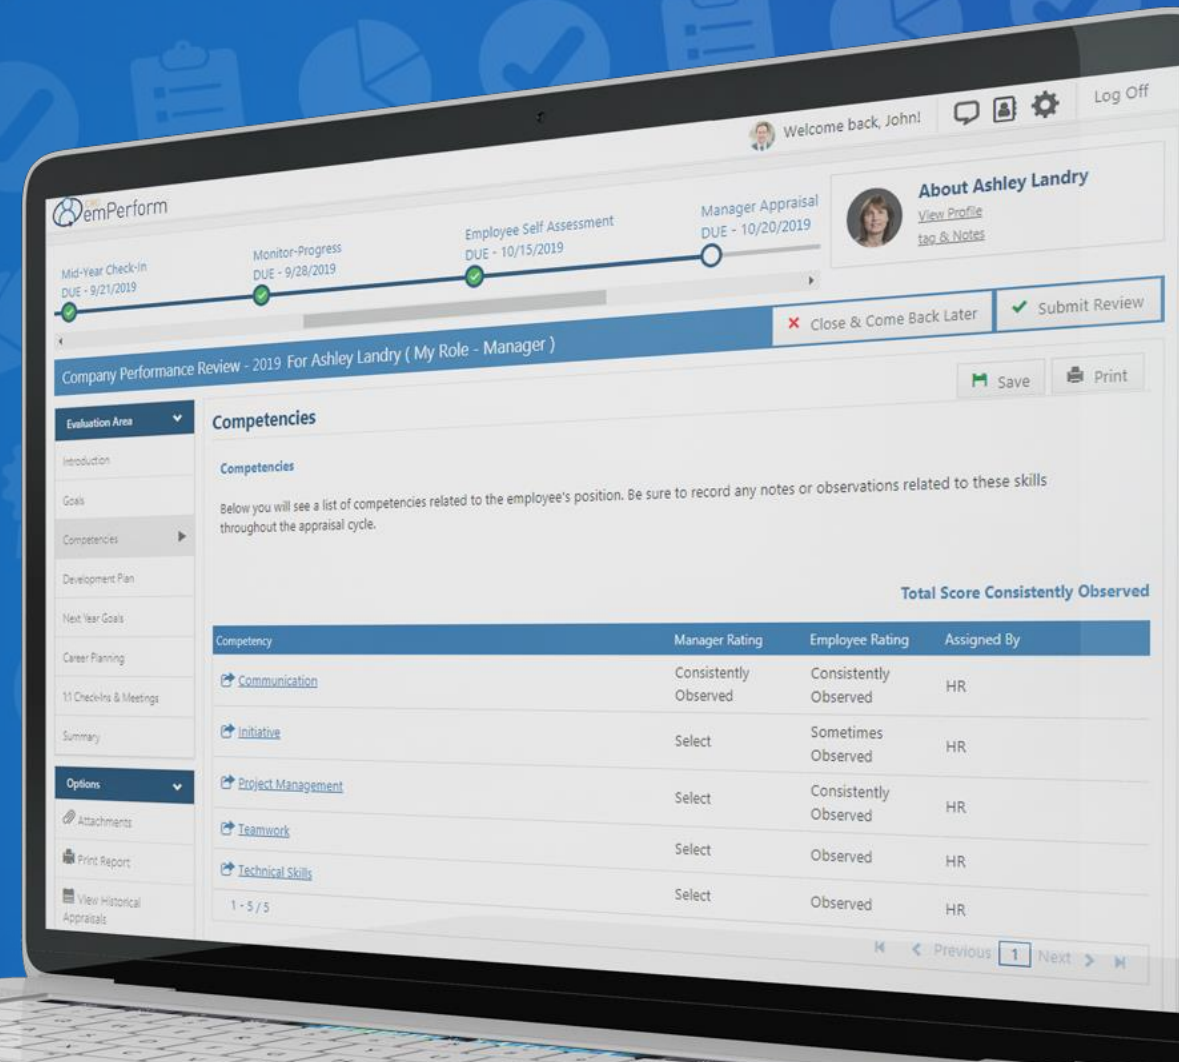 Welcome back, John!
Log Off
emPerform
Mid-Year Check-In
DUE - 9/21/2019
Monitor-Progress
DUE - 9/28/2019
Employee Self Assessment
DUE - 10/15/2019
Manager Appraisal
DUE - 10/20/2019
About Ashley Landry
View Profile
tag & Notes
Company Performance Review - 2019 For Ashley Landry ( My Role - Manager )
Close & Come Back Later
Submit Review
Save
Print
Evaluation Area
Introduction
Goals
Competencies
Development Plan
Next Year Goals
Career Planning
1:1 Check-Ins & Meetings
Summary
Options
Attachments
Print Report
View Historical
Appraisals
Competencies
Competencies
Below you will see a list of competencies related to the employee's position. Be sure to record any notes or observations related to these skills
throughout the appraisal cycle.
Total Score Consistently Observed
Competency Manager Rating Employee Rating Assigned By
Communication Consistently Observed Consistently Observed HR
Initiative Select Sometimes Observed HR
Project Management Select Consistently Observed HR
Teamwork Select Observed HR
Technical Skills Select Observed HR
1 - 5 / 5
Previous 1 Next